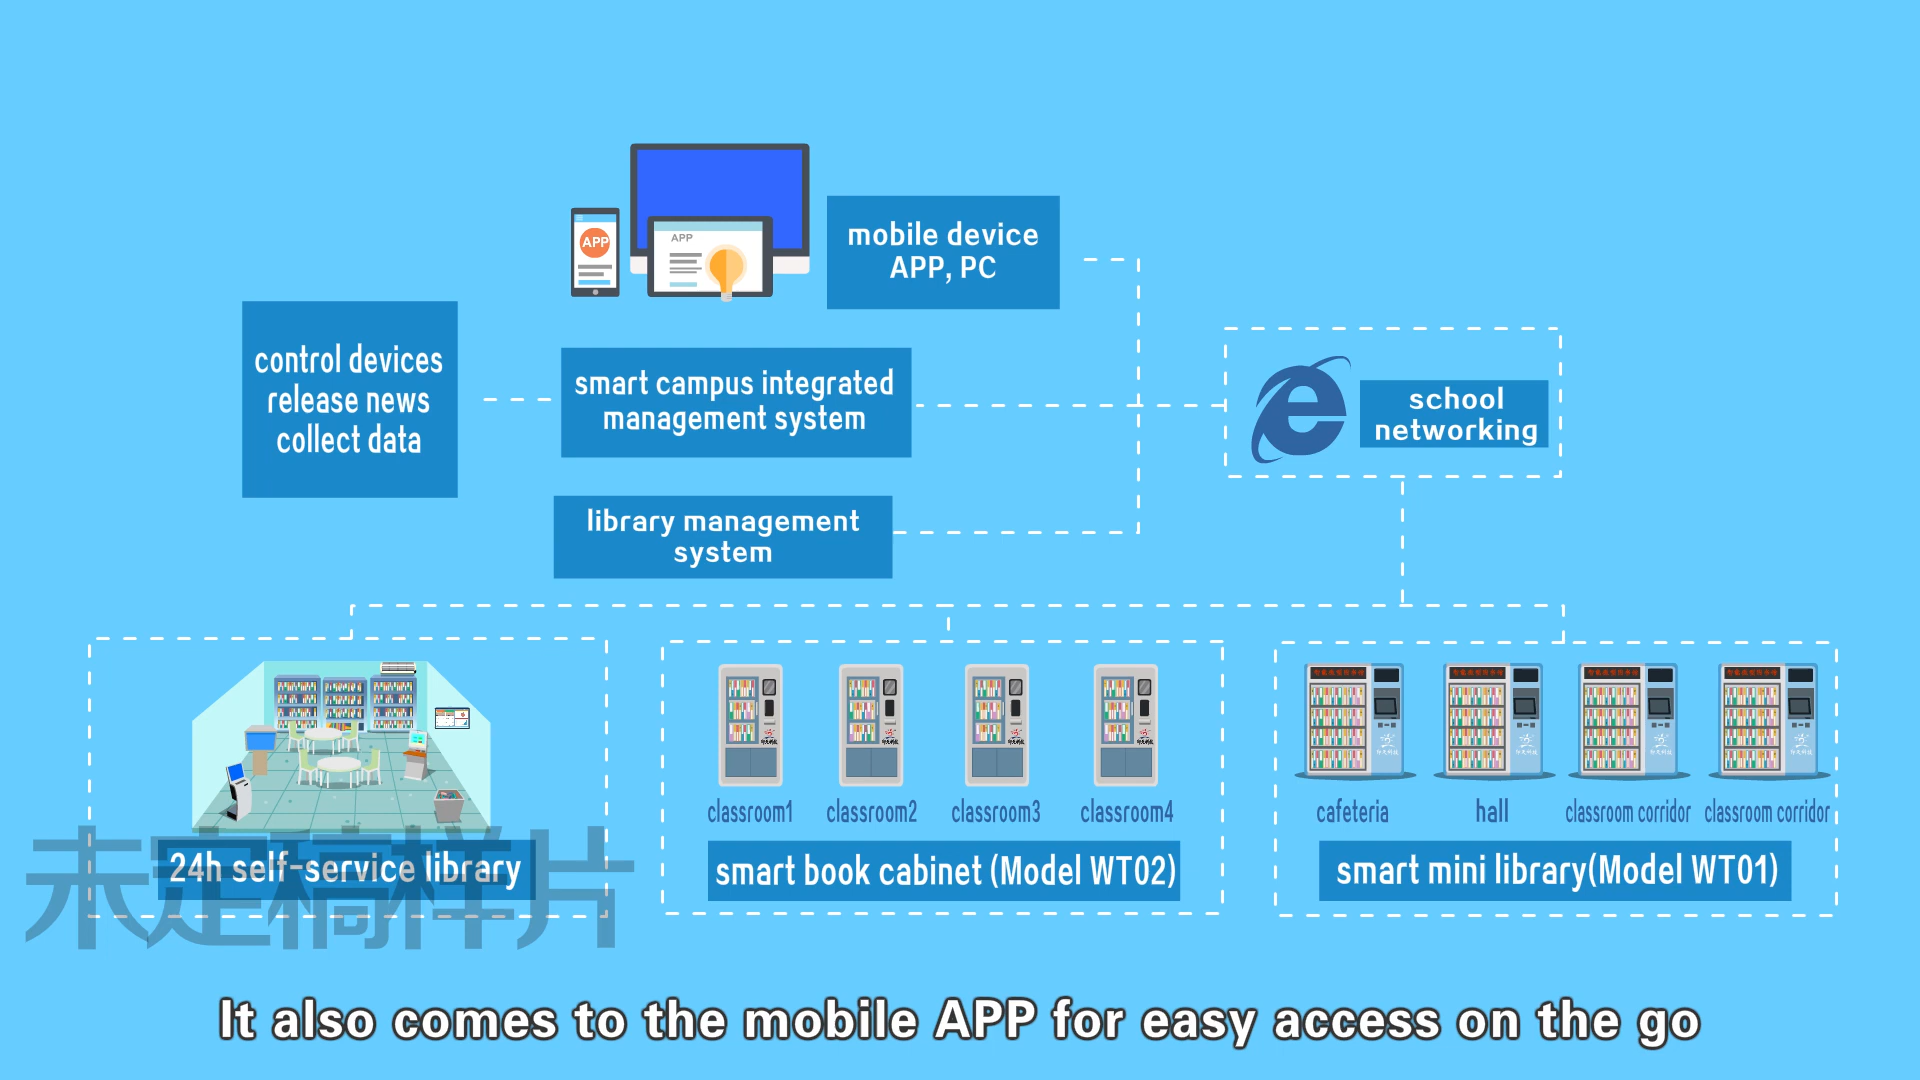 APP
APP
mobile device
APP, PC
control devices
release news
collect data
smart campus integrated
management system
school
networking
library management
system
classroom1
classroom2
classroom3
classroom4
cafeteria
hall
classroom corridor
classroom corridor
24h self-service library
smart book cabinet (Model WT02)
smart mini library(Model WT01)
未定稿样片
It also comes to the mobile APP for easy access on the go